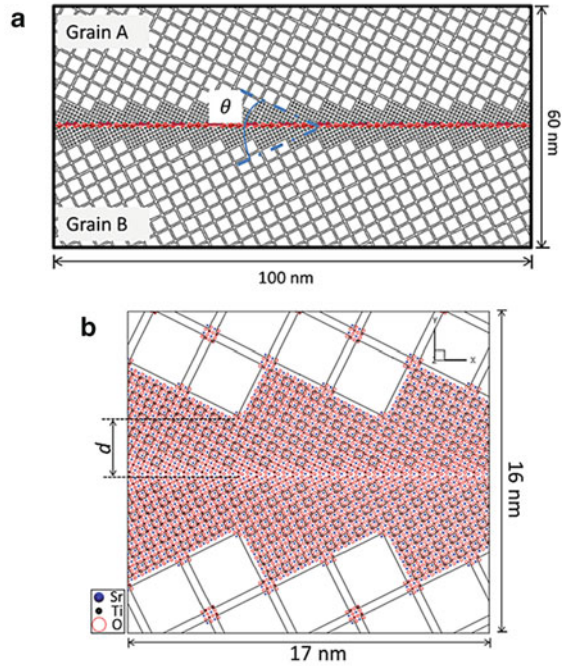 a
Grain A
θ
Grain B
60 nm
100 nm
b
y
x
d
16 nm
Sr
Ti
O
17 nm